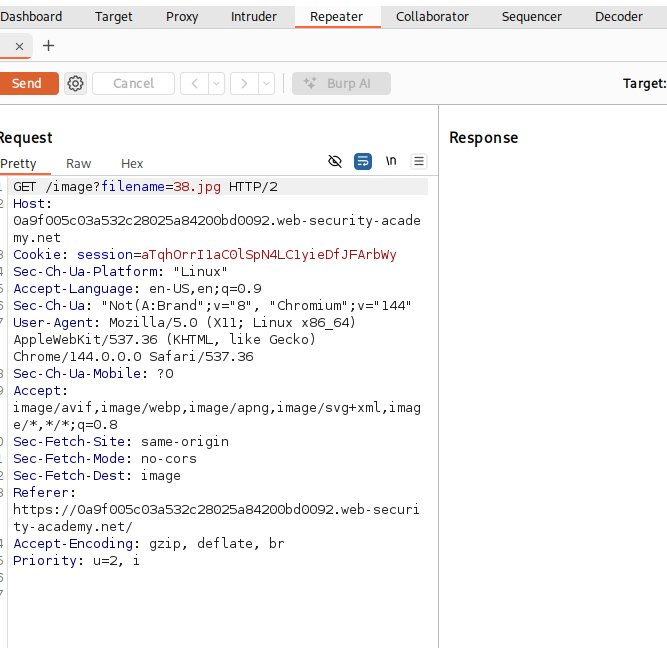 Dashboard Target Proxy Intruder Repeater Collaborator Sequencer Decoder
× +
Send Cancel < > Burp AI Target:
Request Response
Pretty Raw Hex \n
GET /image?filename=38.jpg HTTP/2
Host:
0a9f005c03a532c28025a84200bd0092.web-security-acade
my.net
Cookie: session=aTqhOrrI1aC0lSpN4LC1yieDfJFArbWy
Sec-Ch-Ua-Platform: "Linux"
Accept-Language: en-US,en;q=0.9
Sec-Ch-Ua: "Not(A:Brand";v="8", "Chromium";v="144"
User-Agent: Mozilla/5.0 (X11; Linux x86_64)
AppleWebKit/537.36 (KHTML, like Gecko)
Chrome/144.0.0.0 Safari/537.36
Sec-Ch-Ua-Mobile: ?0
Accept:
image/avif,image/webp,image/apng,image/svg+xml,imag
e/*,*/*;q=0.8
Sec-Fetch-Site: same-origin
Sec-Fetch-Mode: no-cors
Sec-Fetch-Dest: image
Referer:
https://0a9f005c03a532c28025a84200bd0092.web-securi
ty-academy.net/
Accept-Encoding: gzip, deflate, br
Priority: u=2, i